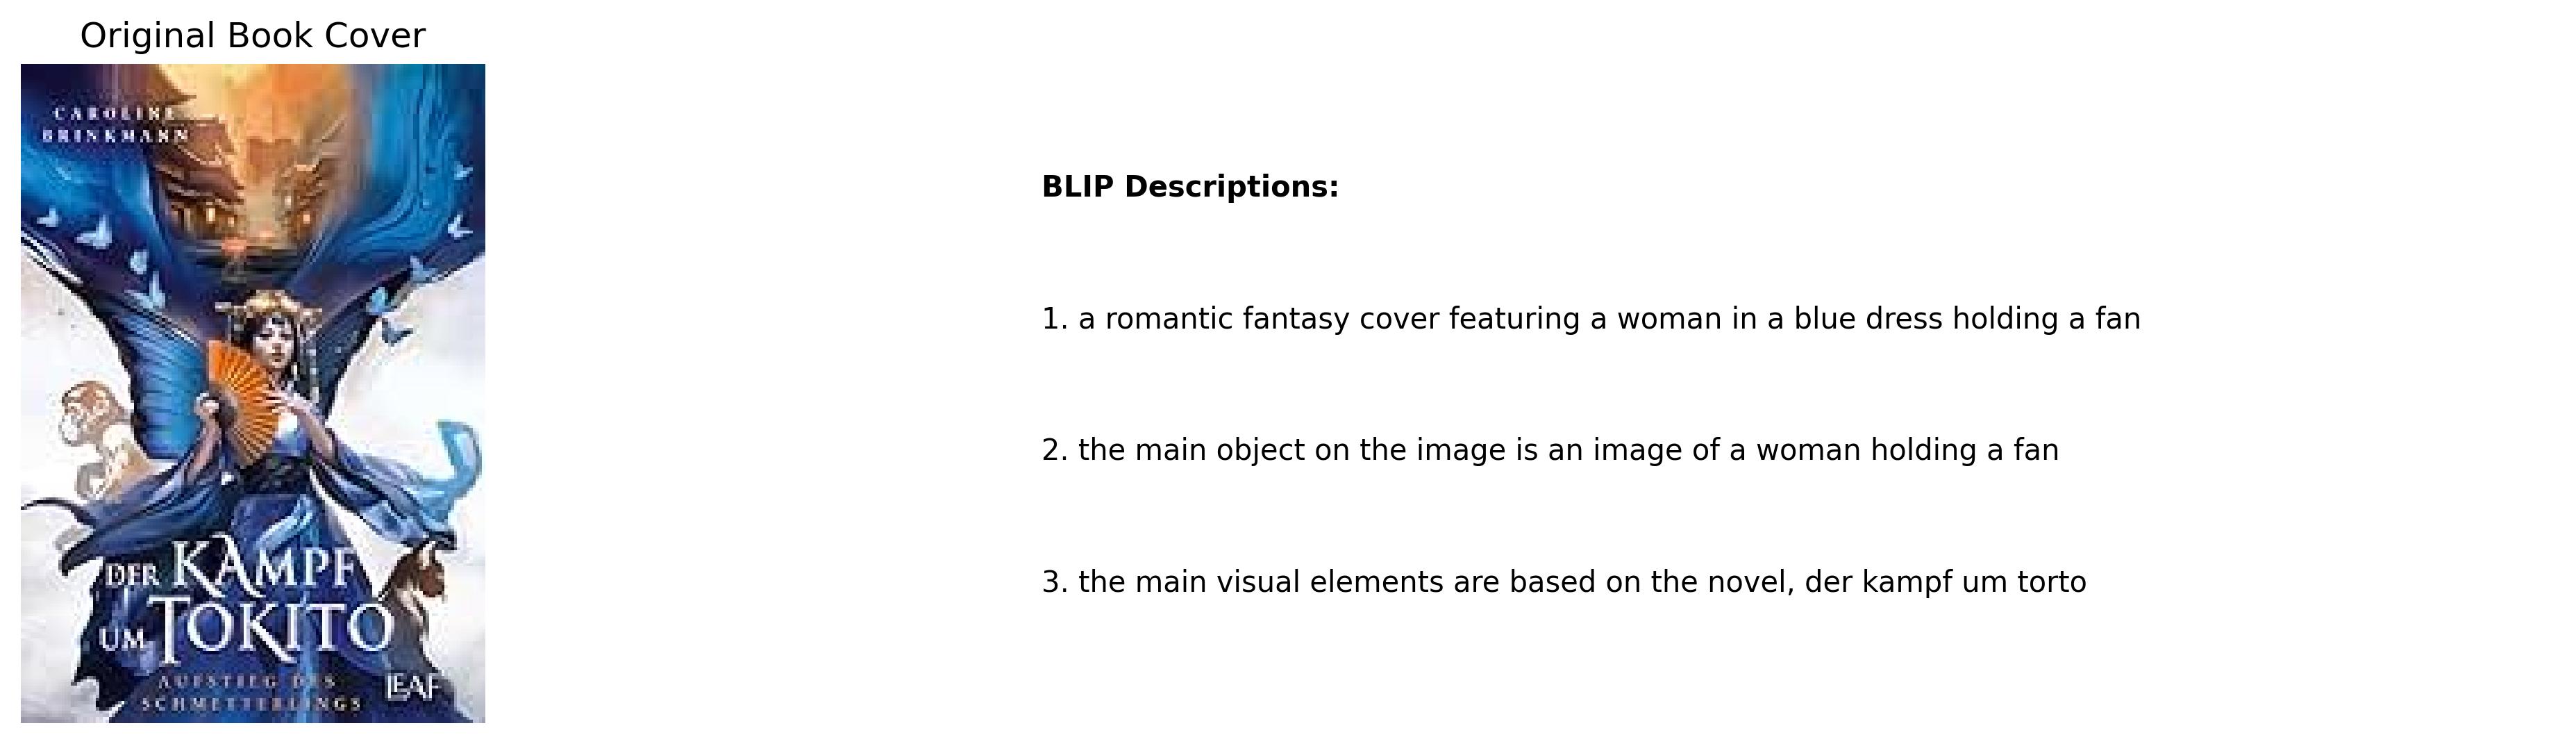 Original Book Cover
CAROLINE
BRINKMANN
DER KAMPF
UM TOKITO
AUFSTIEG DES
SCHMETTERLINGS
LEAF
BLIP Descriptions:
1. a romantic fantasy cover featuring a woman in a blue dress holding a fan
2. the main object on the image is an image of a woman holding a fan
3. the main visual elements are based on the novel, der kampf um torto